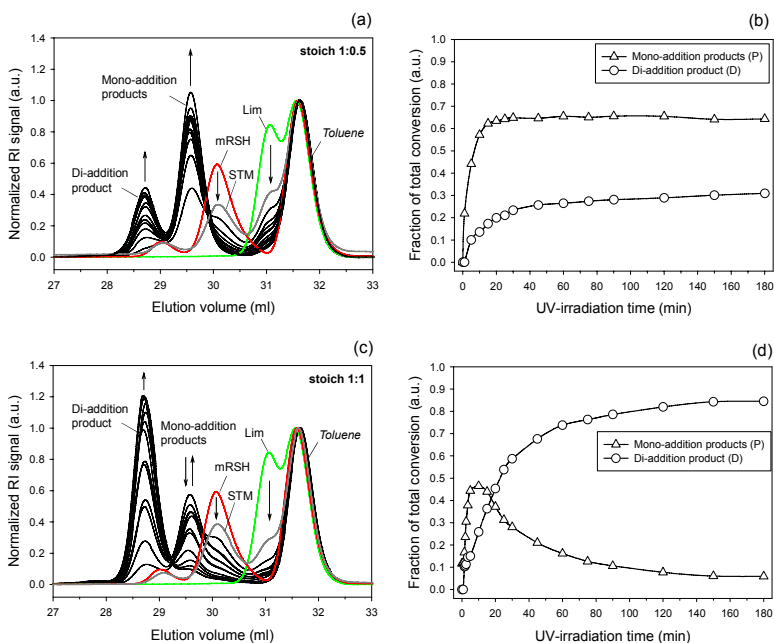 (a)
stoich 1:0.5
Mono-addition
products
Lim
mRSH
STM
Toluene
Di-addition
product
Normalized RI signal (a.u.)
1.4
1.2
1.0
0.8
0.6
0.4
0.2
0.0
27 28 29 30 31 32 33
Elution volume (ml)
(b)
Mono-addition products (P)
Di-addition product (D)
Fraction of total conversion (a.u.)
1.0
0.9
0.8
0.7
0.6
0.5
0.4
0.3
0.2
0.1
0.0
0 20 40 60 80 100 120 140 160 180
UV-irradiation time (min)
(c)
stoich 1:1
Di-addition
product
Mono-addition
products
Lim
mRSH
STM
Toluene
Normalized RI signal (a.u.)
1.4
1.2
1.0
0.8
0.6
0.4
0.2
0.0
27 28 29 30 31 32 33
Elution volume (ml)
(d)
Mono-addition products (P)
Di-addition product (D)
Fraction of total conversion (a.u.)
1.0
0.9
0.8
0.7
0.6
0.5
0.4
0.3
0.2
0.1
0.0
0 20 40 60 80 100 120 140 160 180
UV-irradiation time (min)